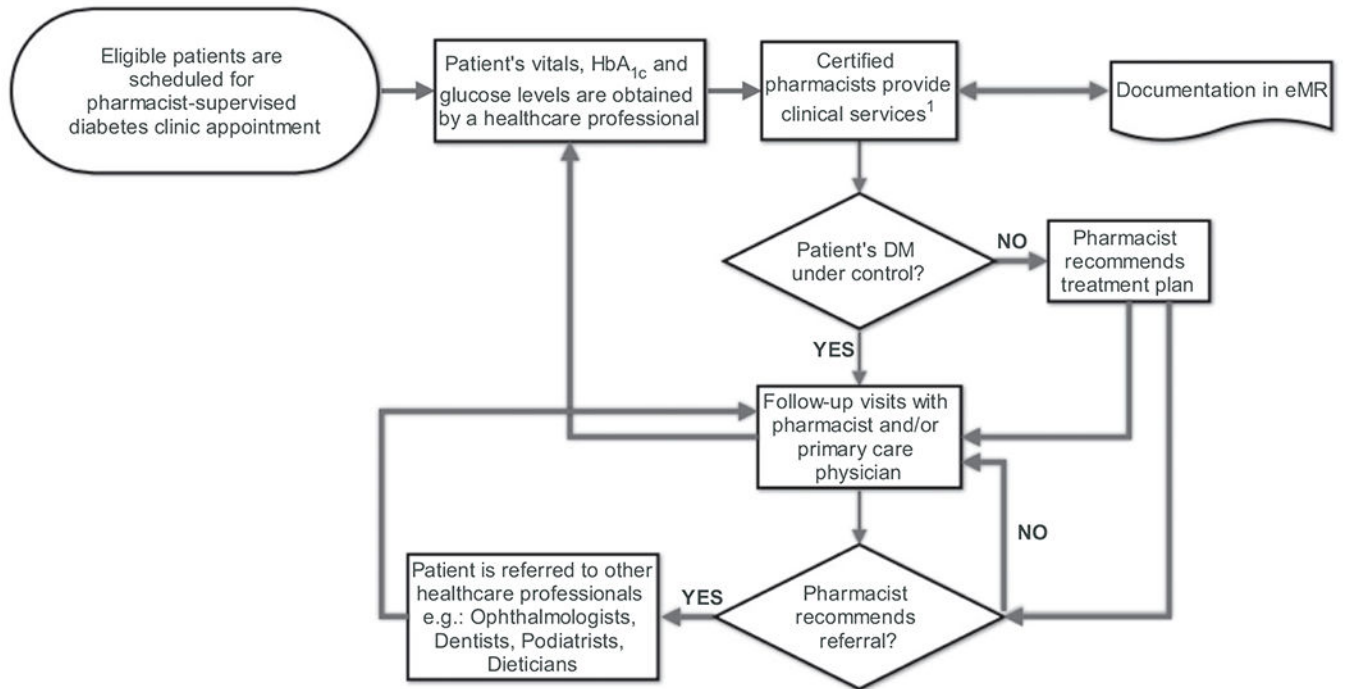 Eligible patients are
scheduled for
pharmacist-supervised
diabetes clinic appointment
Patient's vitals, HbA1c and
glucose levels are obtained
by a healthcare professional
Certified
pharmacists provide
clinical services1
Documentation in eMR
Patient's DM
under control?
NO
Pharmacist
recommends
treatment plan
YES
Follow-up visits with
pharmacist and/or
primary care
physician
NO
Pharmacist
recommends
referral?
YES
Patient is referred to other
healthcare professionals
e.g.: Ophthalmologists,
Dentists, Podiatrists,
Dieticians